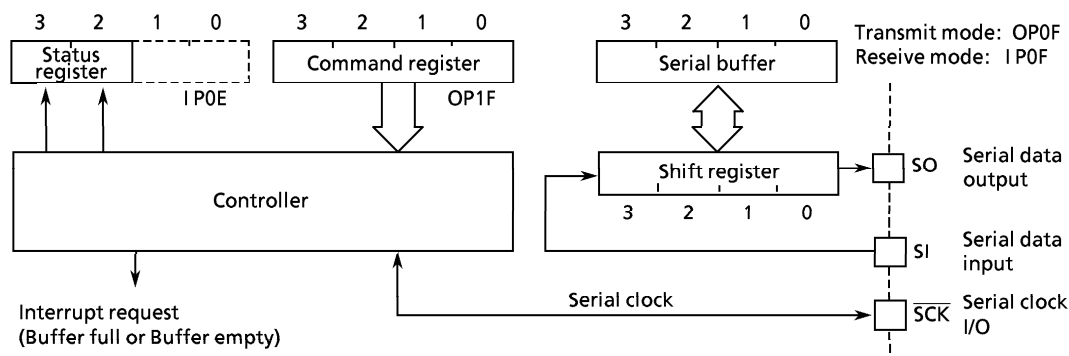 3 2 1 0
Status
register
IP0E
3 2 1 0
Command register
OP1F
3 2 1 0
Serial buffer
Transmit mode: OP0F
Reseive mode: IP0F
Controller
Shift register
3 2 1 0
SO
Serial data
output
SI
Serial data
input
Interrupt request
(Buffer full or Buffer empty)
Serial clock
SCK
Serial clock
I/O